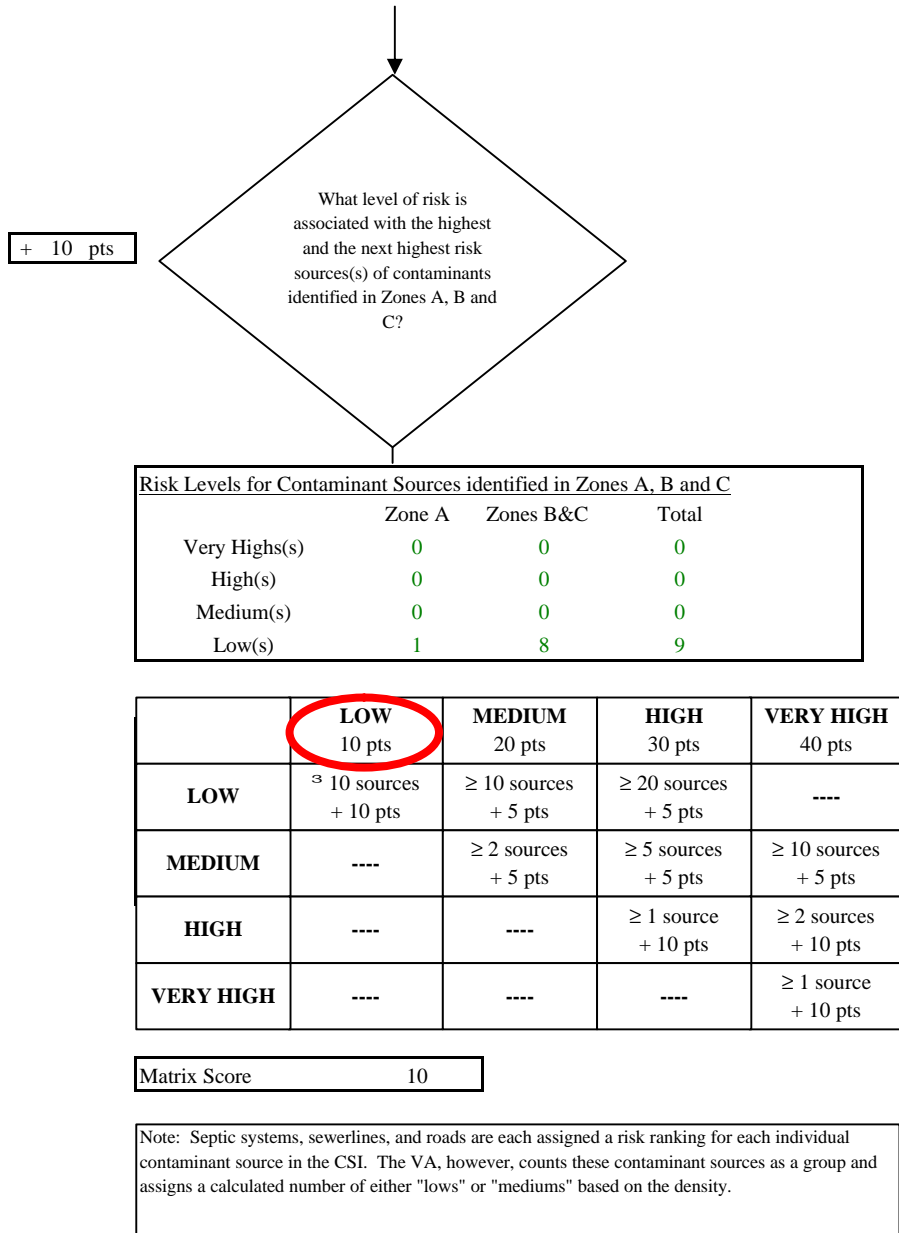 What level of risk is
associated with the highest
and the next highest risk
sources(s) of contaminants
identified in Zones A, B and
C?
+ 10 pts
Risk Levels for Contaminant Sources identified in Zones A, B and C
Zone A Zones B&C Total
Very Highs(s) 0 0 0
High(s) 0 0 0
Medium(s) 0 0 0
Low(s) 1 8 9
LOW MEDIUM HIGH VERY HIGH
10 pts 20 pts 30 pts 40 pts
LOW ³ 10 sources ≥ 10 sources ≥ 20 sources ----
+ 10 pts + 5 pts + 5 pts
MEDIUM ---- ≥ 2 sources ≥ 5 sources ≥ 10 sources
+ 5 pts + 5 pts + 5 pts
HIGH ---- ---- ≥ 1 source ≥ 2 sources
+ 10 pts + 10 pts
VERY HIGH ---- ---- ---- ≥ 1 source
+ 10 pts
Matrix Score 10
Note: Septic systems, sewerlines, and roads are each assigned a risk ranking for each individual
contaminant source in the CSI. The VA, however, counts these contaminant sources as a group and
assigns a calculated number of either "lows" or "mediums" based on the density.